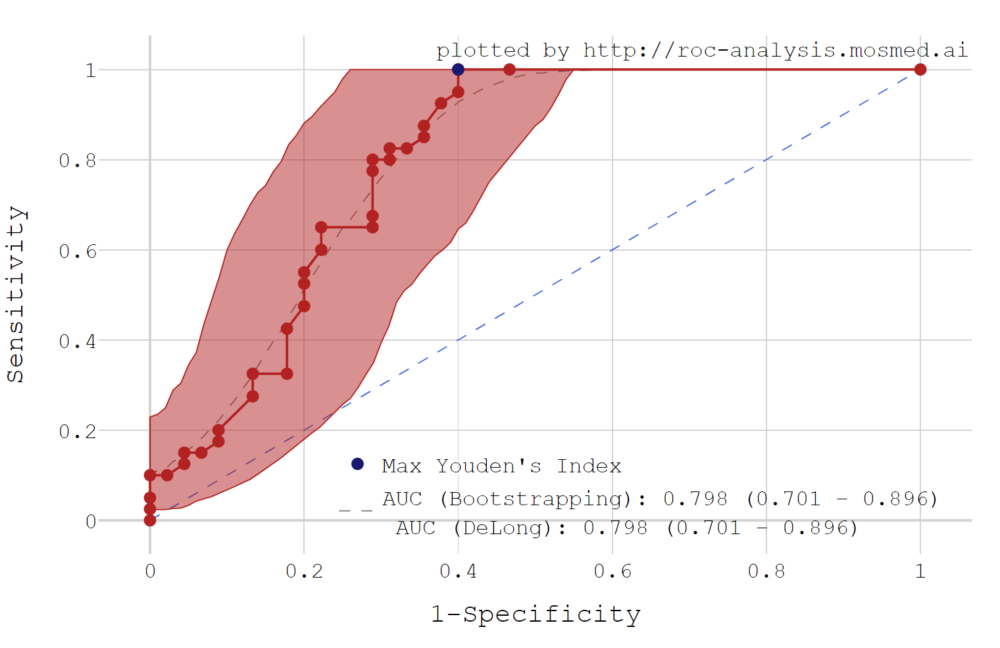 plotted by http://roc-analysis.mosmed.ai
1
0.8
0.6
0.4
0.2
0
Sensitivity
Max Youden's Index
AUC (Bootstrapping): 0.798 (0.701 - 0.896)
AUC (DeLong): 0.798 (0.701 - 0.896)
0 0.2 0.4 0.6 0.8 1
1-Specificity